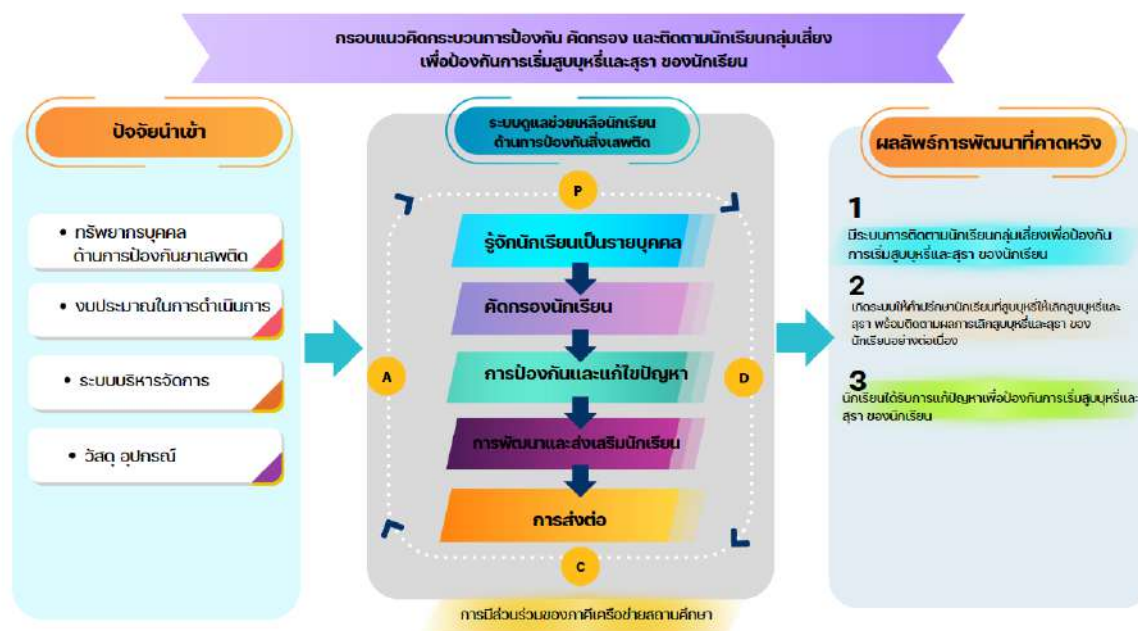 กรอบแนวคิดกระบวนการป้องกัน คัดกรอง และติดตามนักเรียนกลุ่มเสี่ยง
เพื่อป้องกันการเริ่มสูบบุหรี่และสุรา ของนักเรียน
ปัจจัยนำเข้า
• ทรัพยากรบุคคล
ด้านการป้องกันยาเสพติด
• งบประมาณในการดำเนินการ
• ระบบบริหารจัดการ
• วัสดุ อุปกรณ์
ระบบดูแลช่วยเหลือนักเรียน
ด้านการป้องกันสิ่งเสพติด
P
รู้จักนักเรียนเป็นรายบุคคล
คัดกรองนักเรียน
การป้องกันและแก้ไขปัญหา
A
D
การพัฒนาและส่งเสริมนักเรียน
การส่งต่อ
C
การมีส่วนร่วมของภาคีเครือข่ายสถานศึกษา
ผลลัพธ์การพัฒนาที่คาดหวัง
1
มีระบบการติดตามนักเรียนกลุ่มเสี่ยงเพื่อป้องกัน
การเริ่มสูบบุหรี่และสุรา ของนักเรียน
2
เกิดระบบให้คำปรึกษานักเรียนที่สูบบุหรี่ให้เลิกสูบบุหรี่และ
สุรา พร้อมติดตามผลการเลิกสูบบุหรี่และสุรา ของ
นักเรียนอย่างต่อเนื่อง
3
นักเรียนได้รับการแก้ปัญหาเพื่อป้องกันการเริ่มสูบบุหรี่และ
สุรา ของนักเรียน